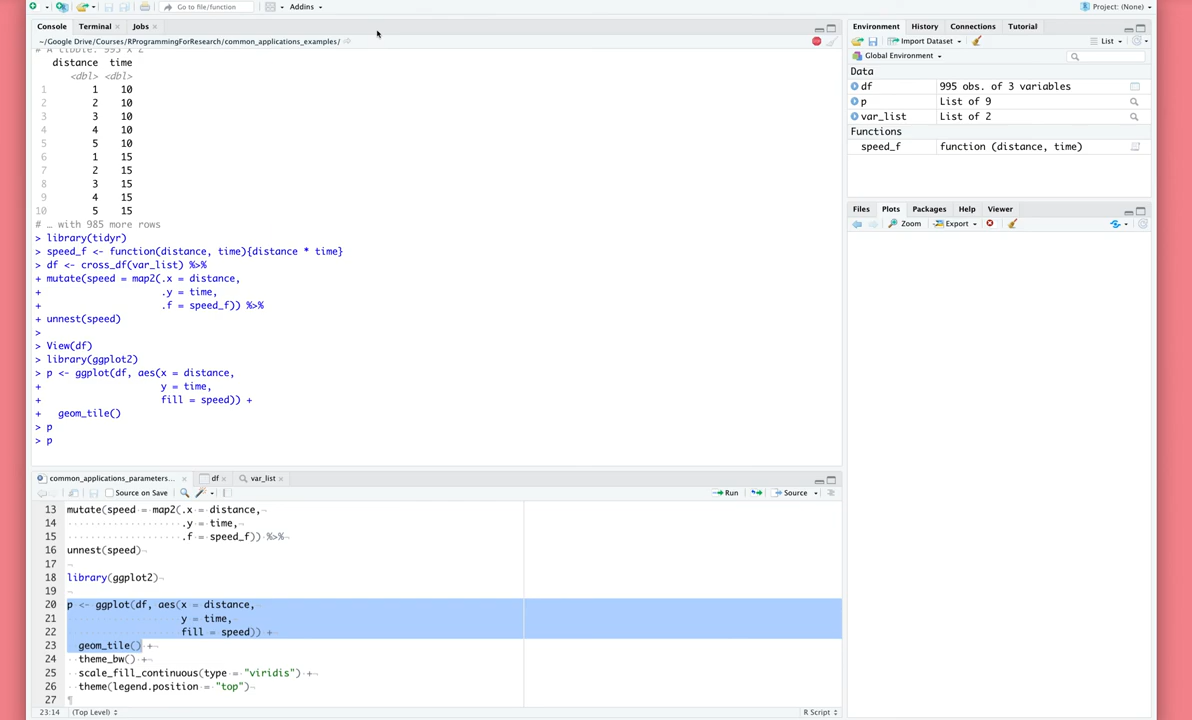 Go to file/function
Addins
Project: (None)
Console Terminal Jobs
~/Google Drive/Courses/RProgrammingForResearch/common_applications_examples/
# A tibble: 995 x 2
distance time
<dbl> <dbl>
1 1 10
2 2 10
3 3 10
4 4 10
5 5 10
6 1 15
7 2 15
8 3 15
9 4 15
10 5 15
# … with 985 more rows
> library(tidyr)
> speed_f <- function(distance, time){distance * time}
> df <- cross_df(var_list) %>%
+ mutate(speed = map2(.x = distance,
+ .y = time,
+ .f = speed_f)) %>%
+ unnest(speed)
>
> View(df)
> library(ggplot2)
> p <- ggplot(df, aes(x = distance,
+ y = time,
+ fill = speed)) +
+ geom_tile()
> p
> p
common_applications_parameters... df var_list
Source on Save Run Source
13 mutate(speed = map2(.x = distance,
14 .y = time,
15 .f = speed_f)) %>%
16 unnest(speed)
17
18 library(ggplot2)
19
20 p <- ggplot(df, aes(x = distance,
21 y = time,
22 fill = speed)) +
23 geom_tile() +
24 theme_bw() +
25 scale_fill_continuous(type = "viridis") +
26 theme(legend.position = "top")
27
23:14 (Top Level) R Script
Environment History Connections Tutorial
Import Dataset List
Global Environment
Data
df 995 obs. of 3 variables
p List of 9
var_list List of 2
Functions
speed_f function (distance, time)
Files Plots Packages Help Viewer
Zoom Export